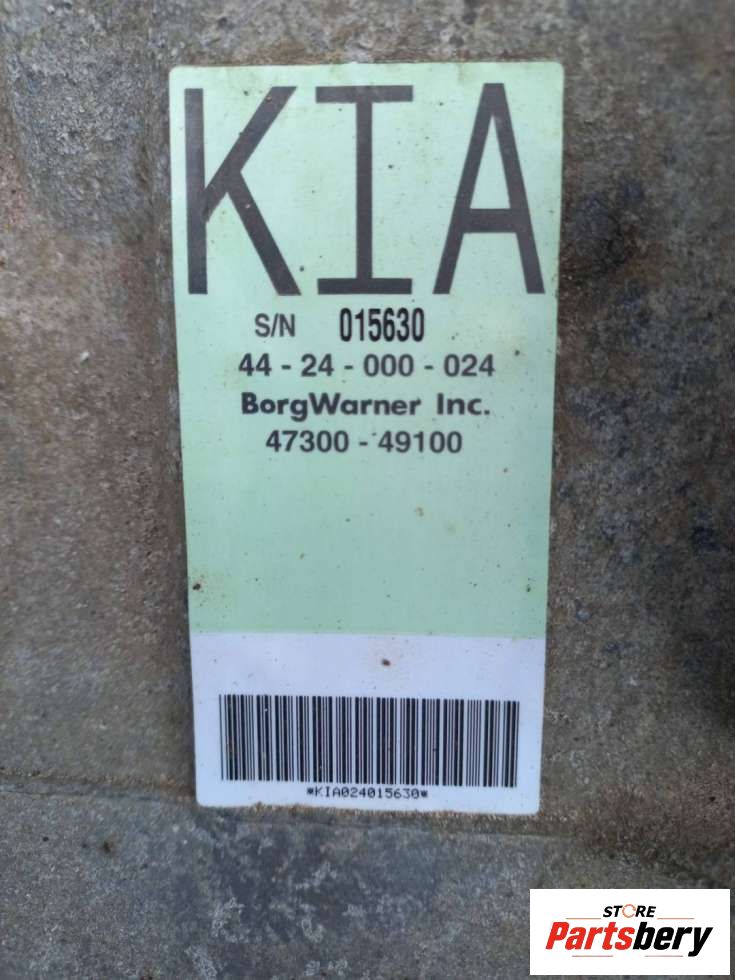 KIA
S/N 015630
44 - 24 - 000 - 024
BorgWarner Inc.
47300 - 49100
*KIA024015630*
STORE
Partsbery